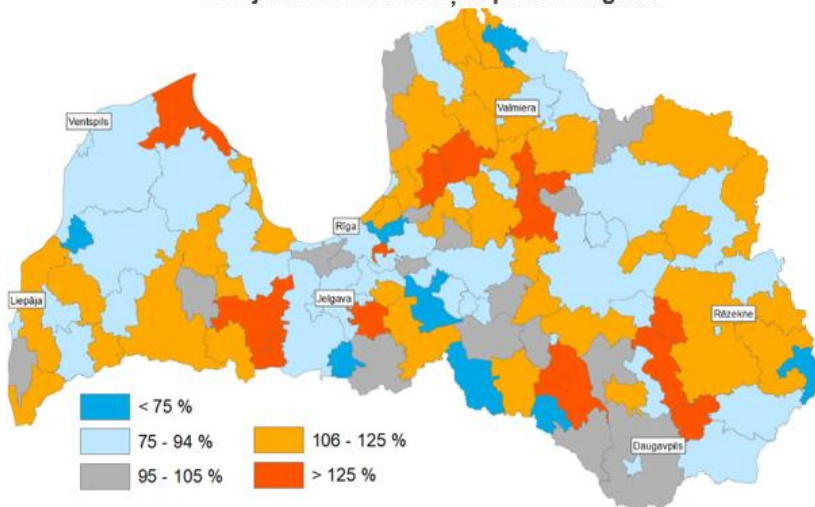 Ventspils
Valmiera
Rīga
Liepāja
Jelgava
Rēzekne
Daugavpils
< 75 %
75 - 94 %
95 - 105 %
106 - 125 %
> 125 %